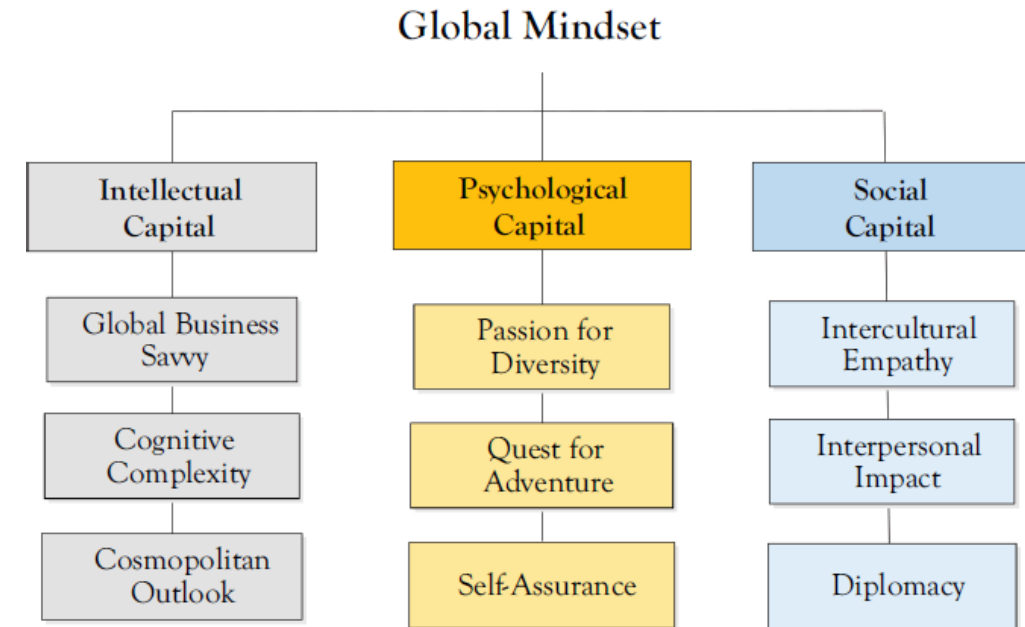 Global Mindset
Intellectual
Capital
Psychological
Capital
Social
Capital
Global Business
Savvy
Passion for
Diversity
Intercultural
Empathy
Cognitive
Complexity
Quest for
Adventure
Interpersonal
Impact
Cosmopolitan
Outlook
Self-Assurance
Diplomacy